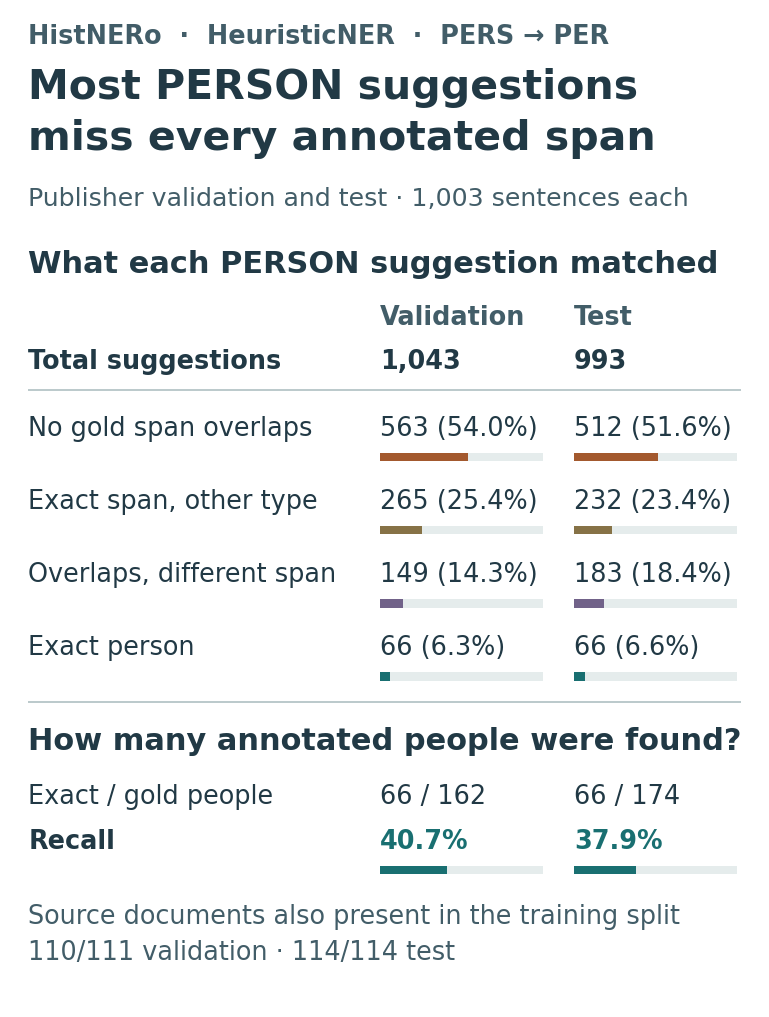 HistNERo · HeuristicNER · PERS → PER
Most PERSON suggestions
miss every annotated span
Publisher validation and test · 1,003 sentences each
What each PERSON suggestion matched
Validation Test
Total suggestions 1,043 993
No gold span overlaps 563 (54.0%) 512 (51.6%)
Exact span, other type 265 (25.4%) 232 (23.4%)
Overlaps, different span 149 (14.3%) 183 (18.4%)
Exact person 66 (6.3%) 66 (6.6%)
How many annotated people were found?
Exact / gold people 66 / 162 66 / 174
Recall 40.7% 37.9%
Source documents also present in the training split
110/111 validation · 114/114 test